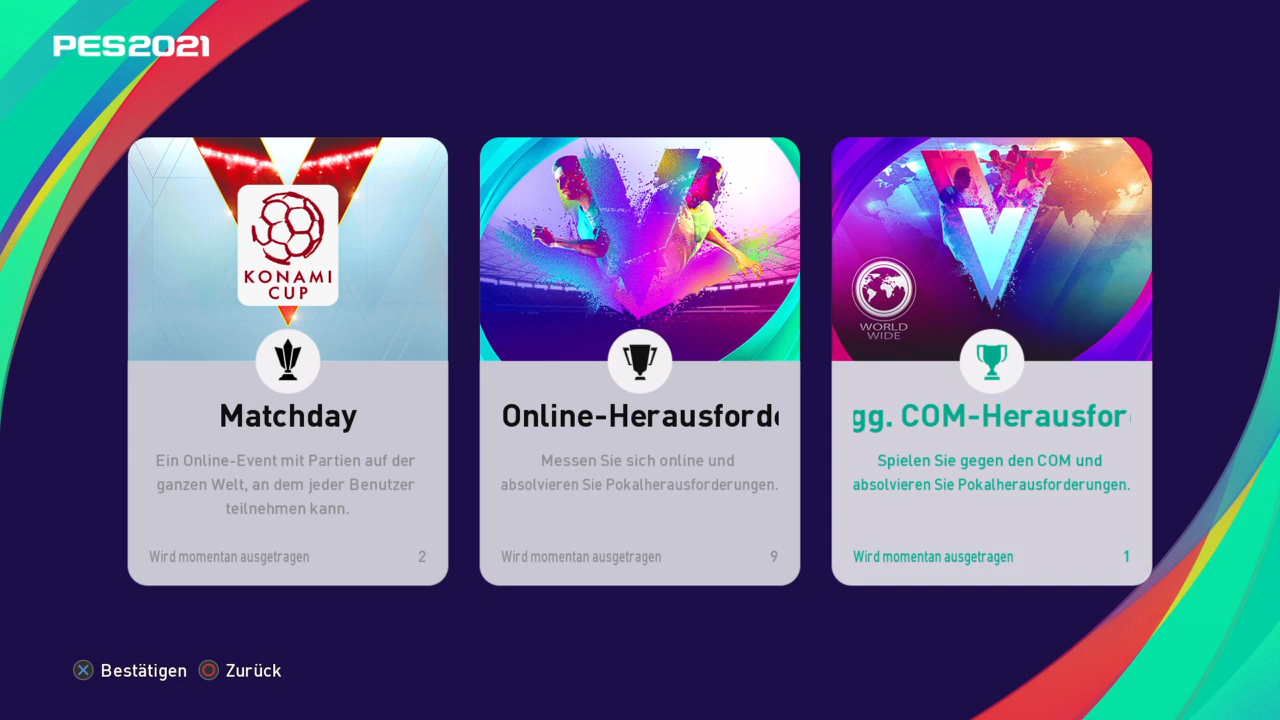 PES2021
KONAMI
CUP
Matchday
Ein Online-Event mit Partien auf der
ganzen Welt, an dem jeder Benutzer
teilnehmen kann.
Wird momentan ausgetragen 2
Online-Herausforde
Messen Sie sich online und
absolvieren Sie Pokalherausforderungen.
Wird momentan ausgetragen 9
WORLD
WIDE
gg. COM-Herausfor
Spielen Sie gegen den COM und
absolvieren Sie Pokalherausforderungen.
Wird momentan ausgetragen 1
Bestätigen Zurück